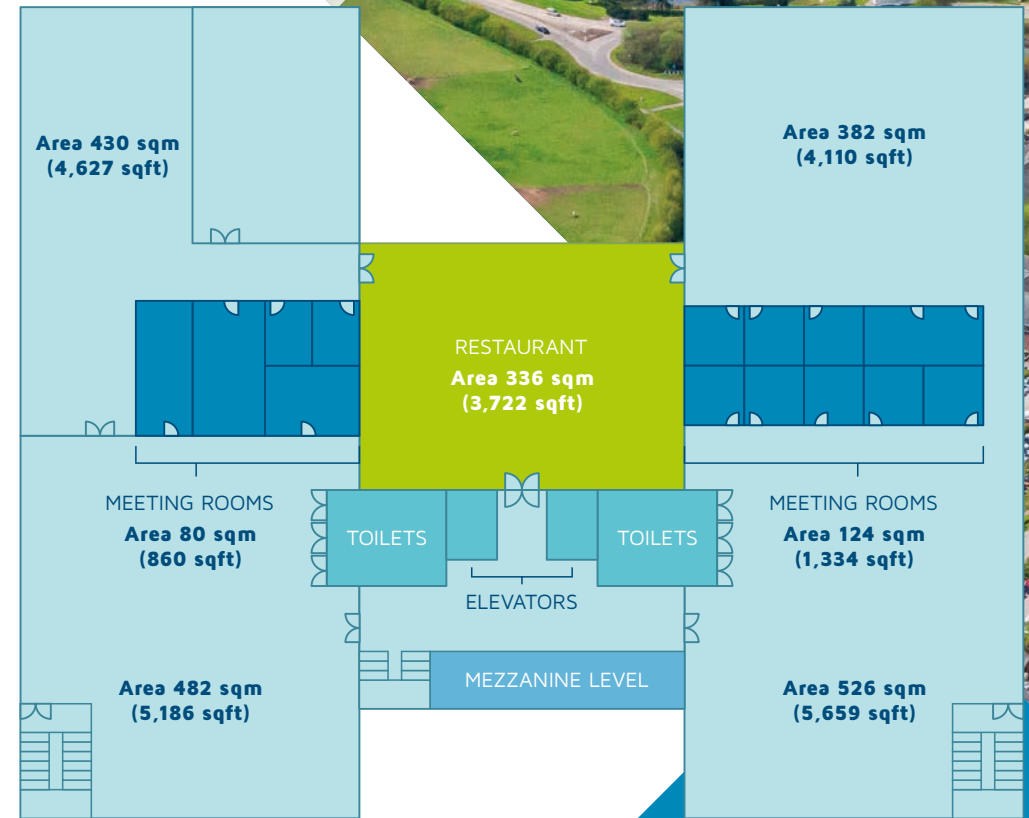 Area 430 sqm
(4,627 sqft)
Area 382 sqm
(4,110 sqft)
RESTAURANT
Area 336 sqm
(3,722 sqft)
MEETING ROOMS
Area 80 sqm
(860 sqft)
TOILETS
TOILETS
MEETING ROOMS
Area 124 sqm
(1,334 sqft)
ELEVATORS
MEZZANINE LEVEL
Area 482 sqm
(5,186 sqft)
Area 526 sqm
(5,659 sqft)